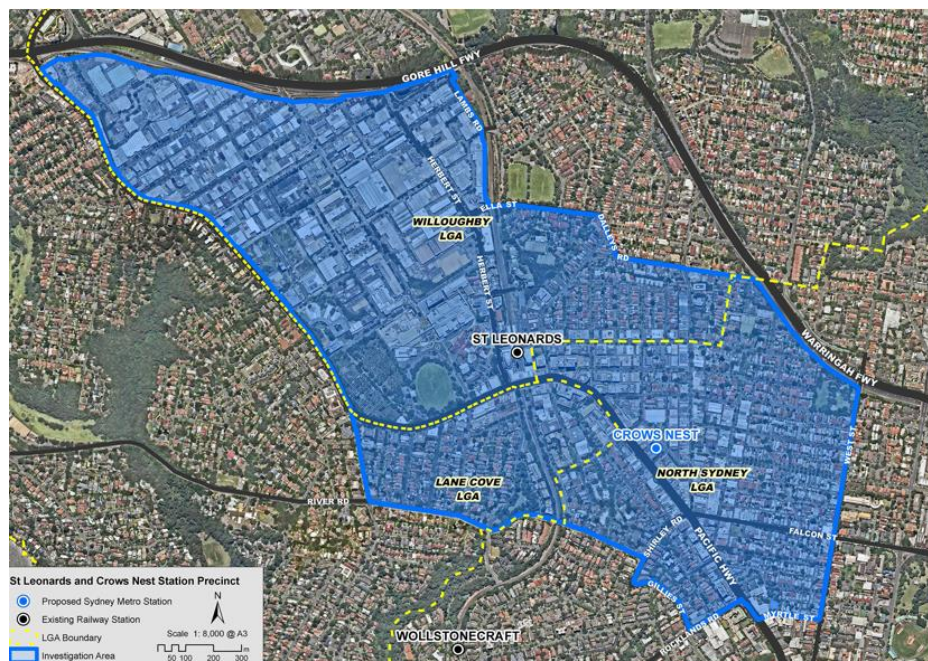 GORE HILL FWY
LAMBS RD
HERBERT ST
ELLA ST
WILLOUGHBY
LGA
DALLEYS RD
HERBERT ST
ST LEONARDS
WARRINGAH FWY
WEST ST
CROWS NEST
LANE COVE
LGA
NORTH SYDNEY
LGA
RIVER RD
SHIRLEY RD
PACIFIC HWY
FALCON ST
GILLIES ST
MYRTLE ST
ROCKLANDS RD
WOLLSTONECRAFT
St Leonards and Crows Nest Station Precinct
Proposed Sydney Metro Station
Existing Railway Station
LGA Boundary
Investigation Area
N
Scale 1: 8,000 @ A3
50 100 200 300
m